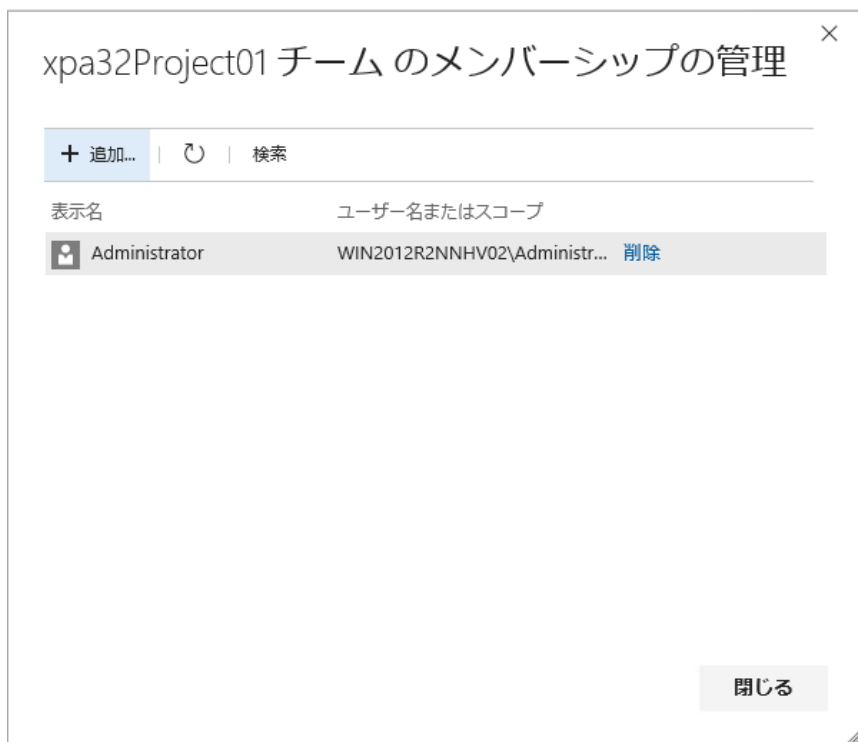 xpa32Project01 チーム のメンバーシップの管理
+ 追加... | 検索
表示名 ユーザー名またはスコープ
Administrator WIN2012R2NNHV02\Administr... 削除
閉じる